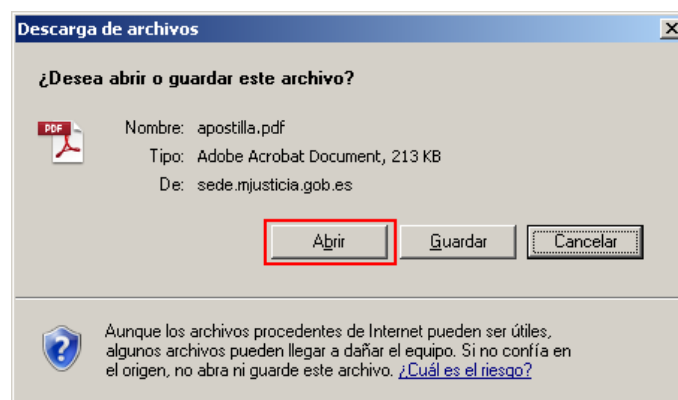 Descarga de archivos
¿Desea abrir o guardar este archivo?
PDF
Nombre: apostilla.pdf
Tipo: Adobe Acrobat Document, 213 KB
De: sede.mjusticia.gob.es
Abrir Guardar Cancelar
Aunque los archivos procedentes de Internet pueden ser útiles,
algunos archivos pueden llegar a dañar el equipo. Si no confía en
el origen, no abra ni guarde este archivo. ¿Cuál es el riesgo?